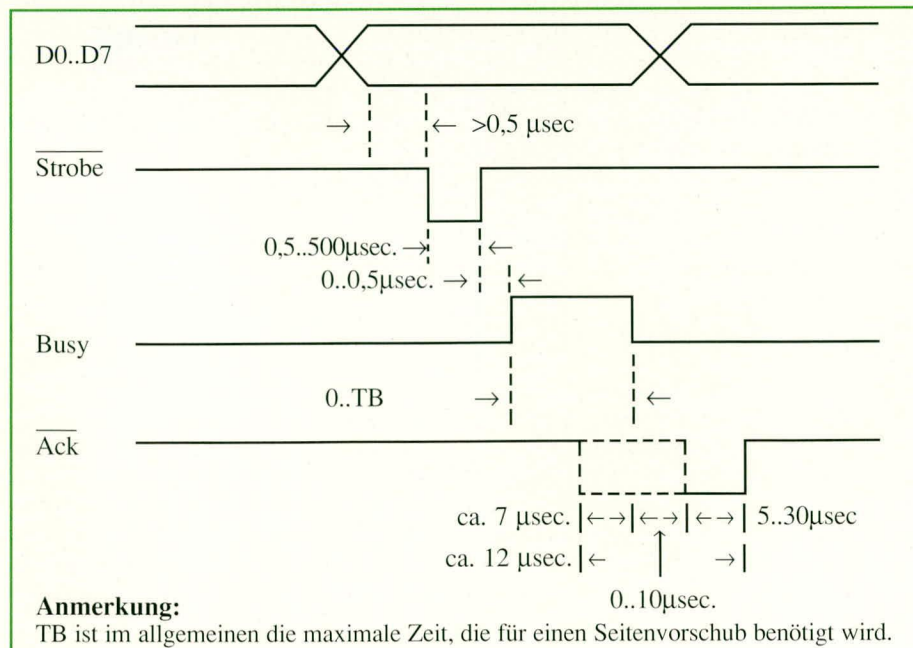 D0..D7
→ ← >0,5 µsec
Strobe
0,5..500µsec. → ←
0..0,5µsec. → ←
Busy
0..TB → ←
Ack
ca. 7 µsec. |←→|←→|←→| 5..30µsec
ca. 12 µsec. |← →|
0..10µsec.
Anmerkung:
TB ist im allgemeinen die maximale Zeit, die für einen Seitenvorschub benötigt wird.